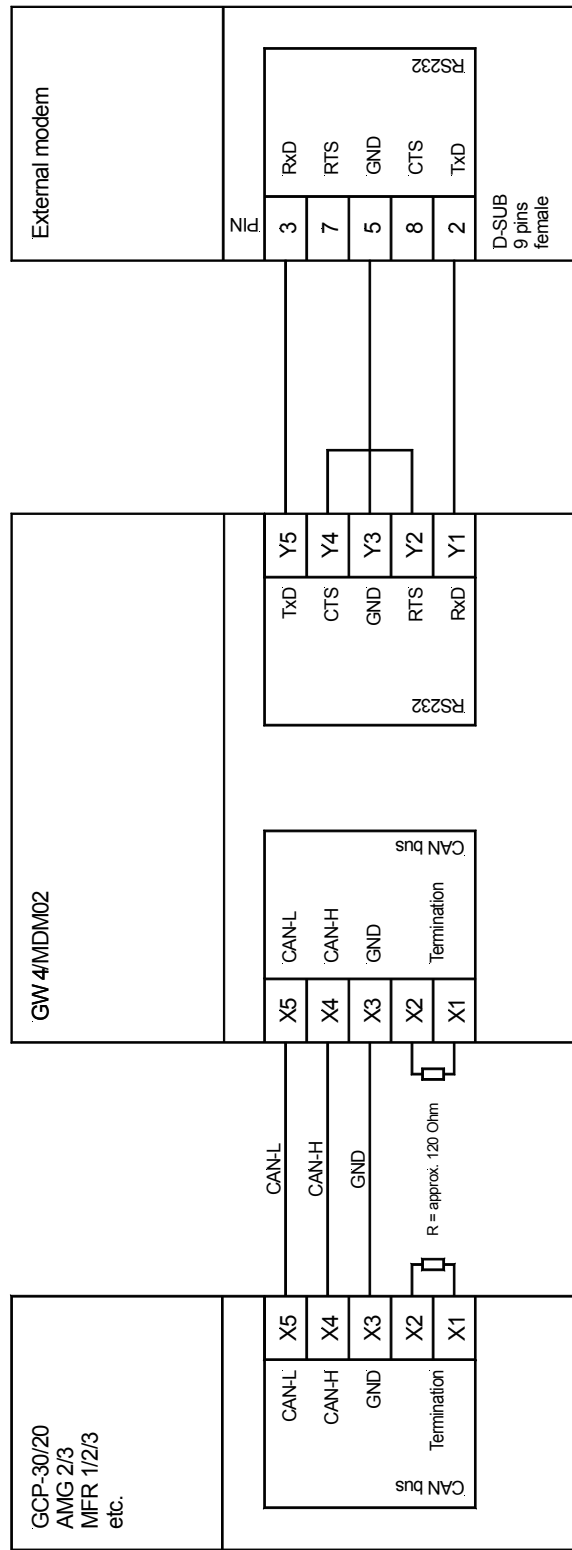 GCP-30/20
AMG 2/3
MFR 1/2/3
etc.
CAN bus
CAN-L
CAN-H
GND
Termination
X5
X4
X3
X2
X1
CAN-L
CAN-H
GND
R = approx. 120 Ohm
GW 4/MDM02
X5
X4
X3
X2
X1
CAN-L
CAN-H
GND
Termination
CAN bus
RS232
TxD
CTS
GND
RTS
RxD
Y5
Y4
Y3
Y2
Y1
External modem
PIN
3
7
5
8
2
RxD
RTS
GND
CTS
TxD
RS232
D-SUB
9 pins
female